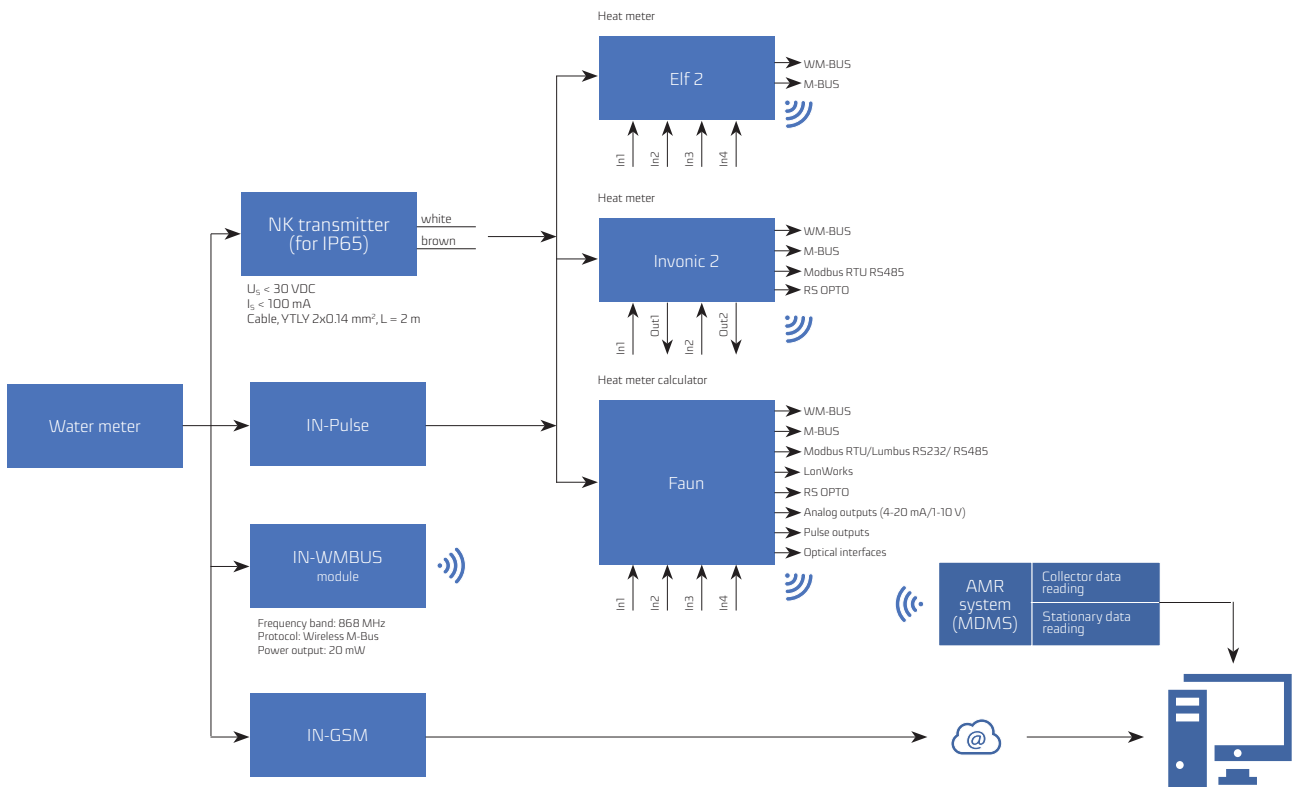 Heat meter
Elf 2
WM-BUS
M-BUS
In1
In2
In3
In4
NK transmitter
(for IP65)
white
brown
U₅ < 30 VDC
I₅ < 100 mA
Cable, YTLY 2x0.14 mm², L = 2 m
Heat meter
Invonic 2
WM-BUS
M-BUS
Modbus RTU RS485
RS OPTO
In1
Out1
In2
Out2
Water meter
IN-Pulse
Heat meter calculator
Faun
WM-BUS
M-BUS
Modbus RTU/Lumbus RS232/ RS485
LonWorks
RS OPTO
Analog outputs (4-20 mA/1-10 V)
Pulse outputs
Optical interfaces
In1
In2
In3
In4
IN-WMBUS
module
Frequency band: 868 MHz
Protocol: Wireless M-Bus
Power output: 20 mW
AMR
system
(MDMS)
Collector data
reading
Stationary data
reading
IN-GSM
@